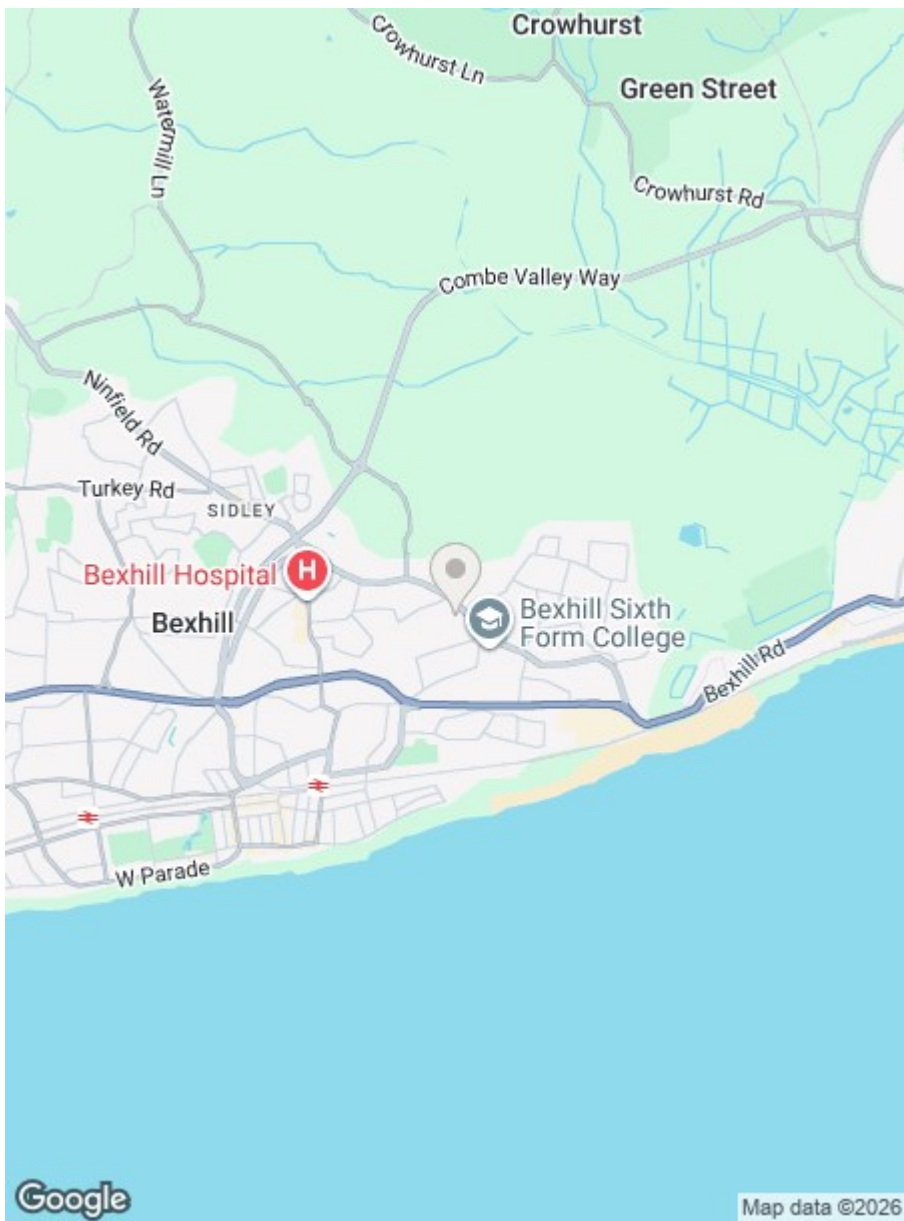 Crowhurst
Crowhurst Ln
Green Street
Watermill Ln
Crowhurst Rd
Combe Valley Way
Ninfield Rd
Turkey Rd
SIDLEY
H
Bexhill Hospital
Bexhill Sixth
Form College
Bexhill
Bexhill Rd
W Parade
Google
Map data ©2026